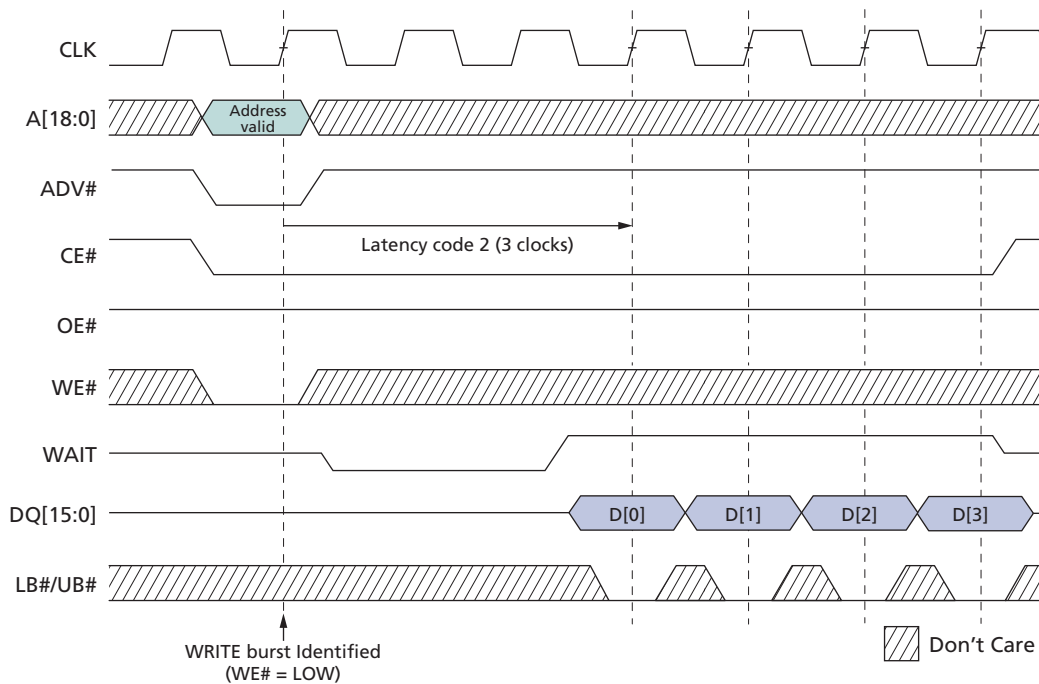 CLK
A[18:0]
Address
valid
ADV#
Latency code 2 (3 clocks)
CE#
OE#
WE#
WAIT
DQ[15:0]
D[0]
D[1]
D[2]
D[3]
LB#/UB#
WRITE burst Identified
(WE# = LOW)
Don't Care